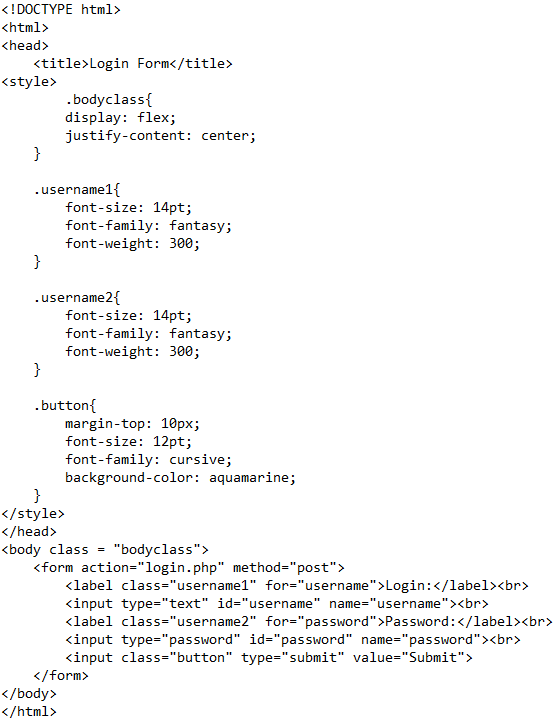 <!DOCTYPE html>
<html>
<head>
    <title>Login Form</title>
<style>
        .bodyclass{
        display: flex;
        justify-content: center;
    }

    .username1{
        font-size: 14pt;
        font-family: fantasy;
        font-weight: 300;
    }

    .username2{
        font-size: 14pt;
        font-family: fantasy;
        font-weight: 300;
    }

    .button{
        margin-top: 10px;
        font-size: 12pt;
        font-family: cursive;
        background-color: aquamarine;
    }
</style>
</head>
<body class = "bodyclass">
    <form action="login.php" method="post">
        <label class="username1" for="username">Login:</label><br>
        <input type="text" id="username" name="username"><br>
        <label class="username2" for="password">Password:</label><br>
        <input type="password" id="password" name="password"><br>
        <input class="button" type="submit" value="Submit">
    </form>
</body>
</html>